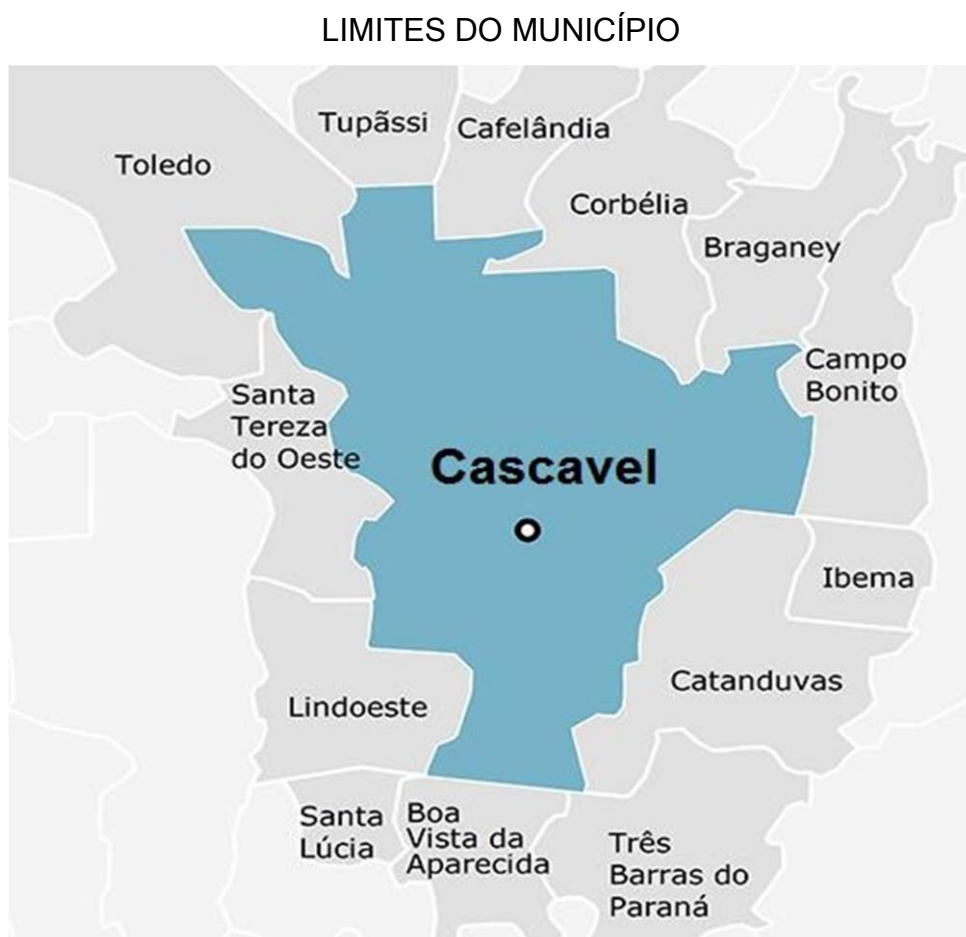 LIMITES DO MUNICÍPIO
Tupãssi
Cafelândia
Toledo
Corbélia
Braganey
Campo
Bonito
Santa
Tereza
do Oeste
Cascavel
Ibema
Catanduvas
Lindoeste
Santa
Lúcia
Boa
Vista da
Aparecida
Três
Barras do
Paraná